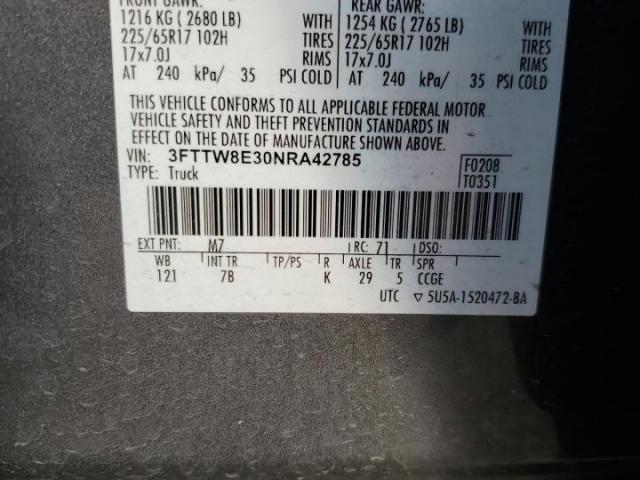 FRONT GAWR: REAR GAWR:
1216 KG ( 2680 LB) WITH 1254 KG ( 2765 LB) WITH
225/65R17 102H TIRES 225/65R17 102H TIRES
17x7.0J RIMS 17x7.0J RIMS
AT 240 kPa/ 35 PSI COLD AT 240 kPa/ 35 PSI COLD
THIS VEHICLE CONFORMS TO ALL APPLICABLE FEDERAL MOTOR
VEHICLE SAFETY AND THEFT PREVENTION STANDARDS IN
EFFECT ON THE DATE OF MANUFACTURE SHOWN ABOVE.
VIN: 3FTTW8E30NRA42785 F0208
TYPE: Truck T0351
EXT PNT: M7 RC: 71 DSO:
WB INT TR TP/PS R AXLE TR SPR
121 7B K 29 5 CCGE
UTC ▽ 5U5A-1520472-BA